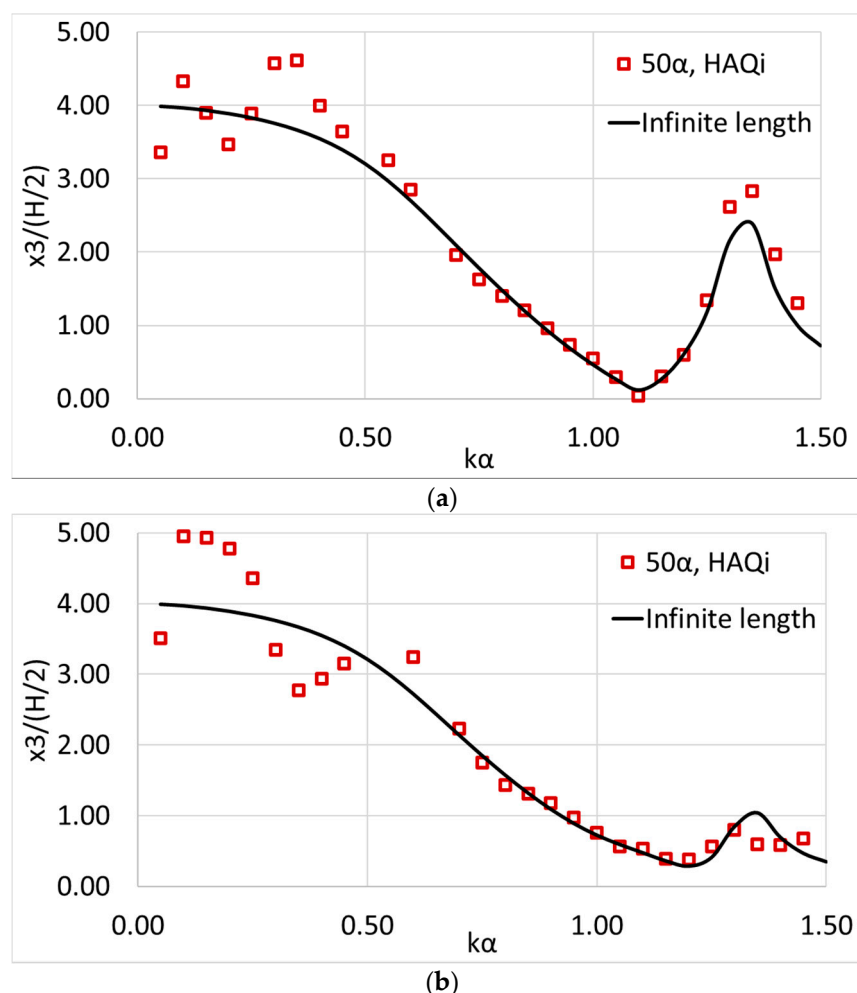 5.00
4.00
3.00
2.00
1.00
0.00
x3/(H/2)
50α, HAQi
Infinite length
0.00 0.50 1.00 1.50
kα
(a)
5.00
4.00
3.00
2.00
1.00
0.00
x3/(H/2)
50α, HAQi
Infinite length
0.00 0.50 1.00 1.50
kα
(b)